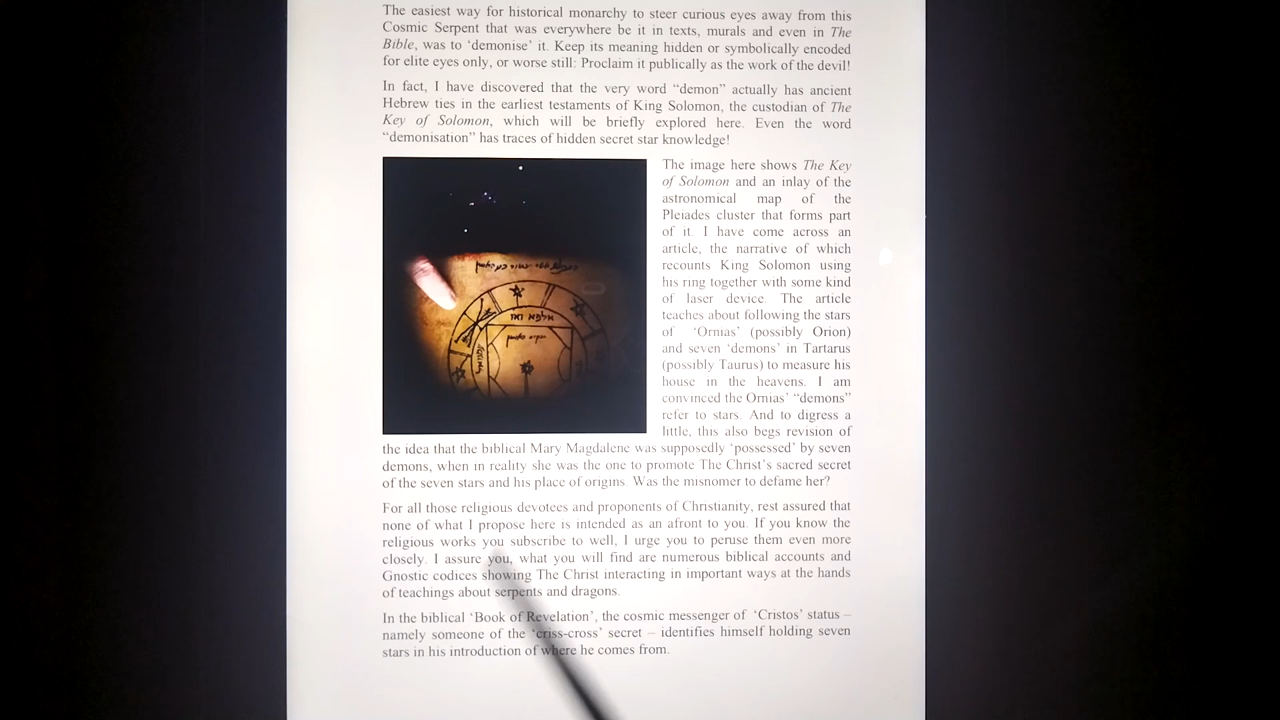 The easiest way for historical monarchy to steer curious eyes away from this
Cosmic Serpent that was everywhere be it in texts, murals and even in The
Bible, was to ‘demonise’ it. Keep its meaning hidden or symbolically encoded
for elite eyes only, or worse still: Proclaim it publically as the work of the devil!
In fact, I have discovered that the very word “demon” actually has ancient
Hebrew ties in the earliest testaments of King Solomon, the custodian of The
Key of Solomon, which will be briefly explored here. Even the word
“demonisation” has traces of hidden secret star knowledge!
The image here shows The Key
of Solomon and an inlay of the
astronomical map of the
Pleiades cluster that forms part
of it. I have come across an
article, the narrative of which
recounts King Solomon using
his ring together with some kind
of laser device. The article
teaches about following the stars
of ‘Ornias’ (possibly Orion)
and seven ‘demons’ in Tartarus
(possibly Taurus) to measure his
house in the heavens. I am
convinced the Ornias’ “demons”
refer to stars. And to digress a
little, this also begs revision of
the idea that the biblical Mary Magdalene was supposedly ‘possessed’ by seven
demons, when in reality she was the one to promote The Christ’s sacred secret
of the seven stars and his place of origins. Was the misnomer to defame her?
For all those religious devotees and proponents of Christianity, rest assured that
none of what I propose here is intended as an afront to you. If you know the
religious works you subscribe to well, I urge you to peruse them even more
closely. I assure you, what you will find are numerous biblical accounts and
Gnostic codices showing The Christ interacting in important ways at the hands
of teachings about serpents and dragons.
In the biblical ‘Book of Revelation’, the cosmic messenger of ‘Cristos’ status –
namely someone of the ‘criss-cross’ secret – identifies himself holding seven
stars in his introduction of where he comes from.